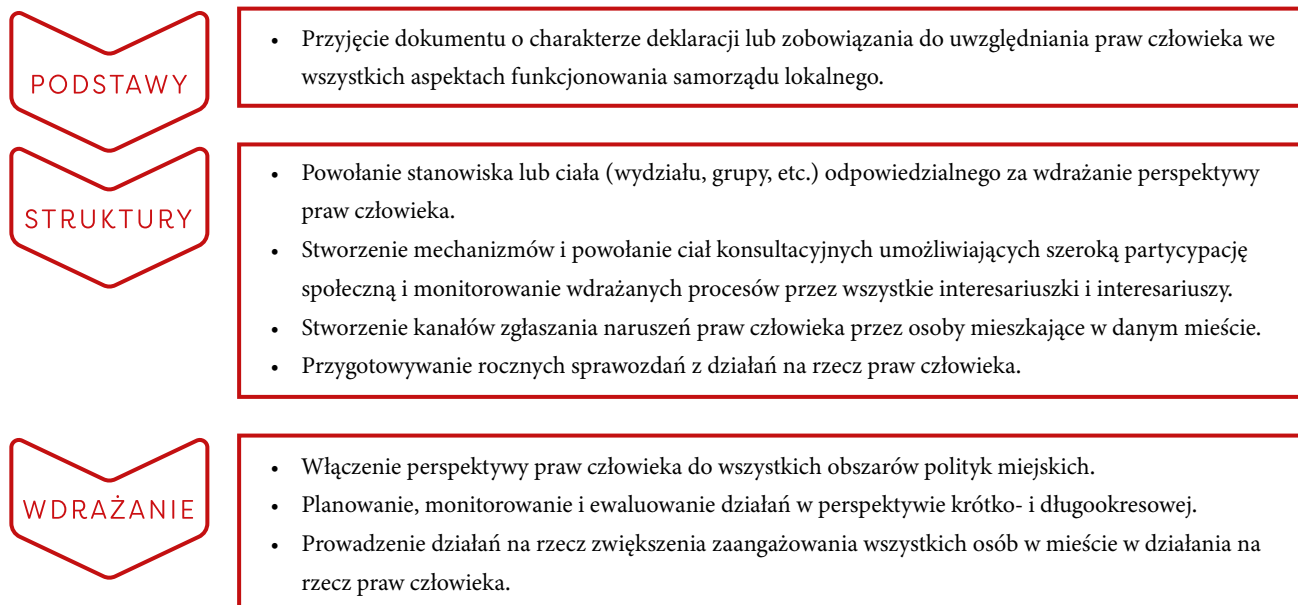 PODSTAWY
• Przyjęcie dokumentu o charakterze deklaracji lub zobowiązania do uwzględniania praw człowieka we
wszystkich aspektach funkcjonowania samorządu lokalnego.
STRUKTURY
• Powołanie stanowiska lub ciała (wydziału, grupy, etc.) odpowiedzialnego za wdrażanie perspektywy
praw człowieka.
• Stworzenie mechanizmów i powołanie ciał konsultacyjnych umożliwiających szeroką partycypację
społeczną i monitorowanie wdrażanych procesów przez wszystkie interesariuszki i interesariuszy.
• Stworzenie kanałów zgłaszania naruszeń praw człowieka przez osoby mieszkające w danym mieście.
• Przygotowywanie rocznych sprawozdań z działań na rzecz praw człowieka.
WDRAŻANIE
• Włączenie perspektywy praw człowieka do wszystkich obszarów polityk miejskich.
• Planowanie, monitorowanie i ewaluowanie działań w perspektywie krótko- i długookresowej.
• Prowadzenie działań na rzecz zwiększenia zaangażowania wszystkich osób w mieście w działania na
rzecz praw człowieka.